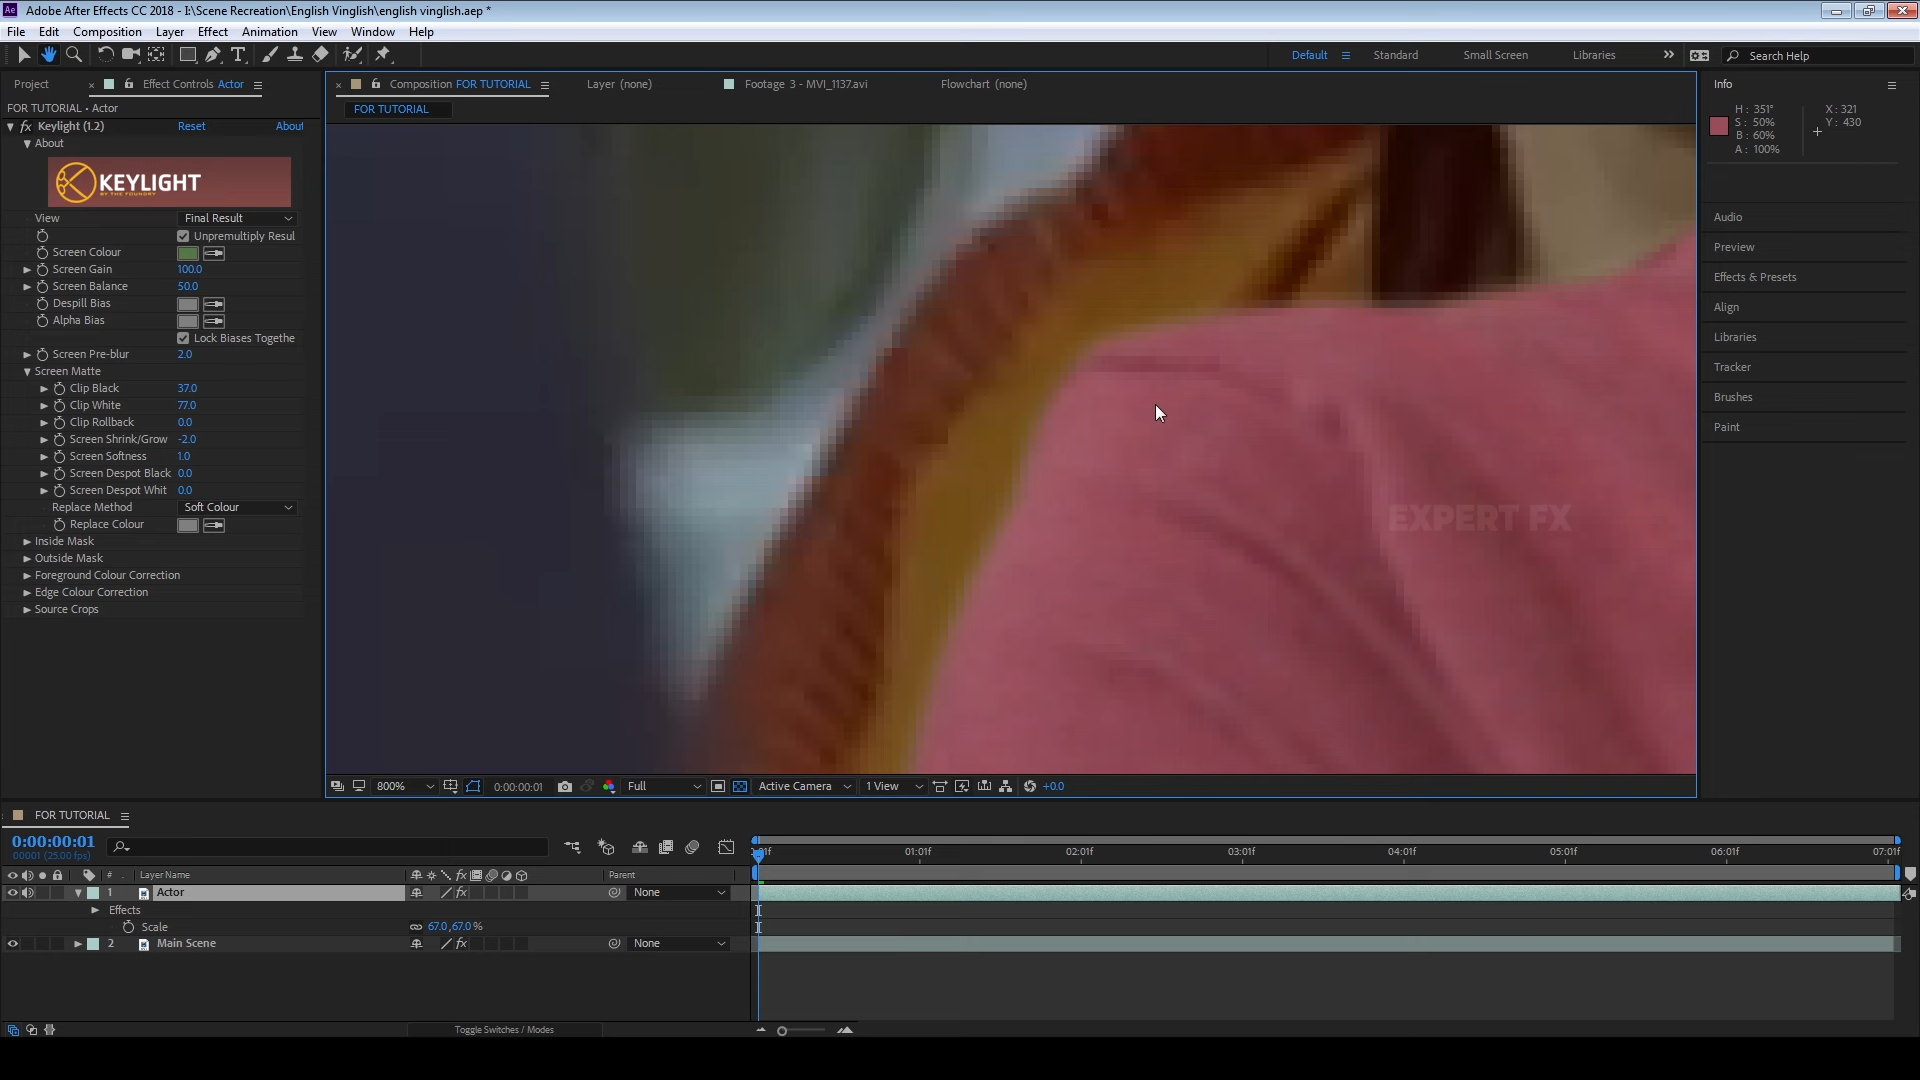 Adobe After Effects CC 2018 - I:\Scene Recreation\English Vinglish\english vinglish.aep *
File Edit Composition Layer Effect Animation View Window Help
Default Standard Small Screen Libraries Search Help
Project Effect Controls Actor
Composition FOR TUTORIAL Layer (none) Footage 3 - MVI_1137.avi Flowchart (none)
Info
FOR TUTORIAL • Actor
FOR TUTORIAL
H : 351° X : 321
S : 50% Y : 430
B : 60%
A : 100%
fx Keylight (1.2) Reset About
About
KEYLIGHT
BY THE FOUNDRY
View Final Result
Unpremultiply Resul
Screen Colour
Screen Gain 100.0
Screen Balance 50.0
Despill Bias
Alpha Bias
Lock Biases Togethe
Screen Pre-blur 2.0
Screen Matte
Clip Black 37.0
Clip White 77.0
Clip Rollback 0.0
Screen Shrink/Grow -2.0
Screen Softness 1.0
Screen Despot Black 0.0
Screen Despot Whit 0.0
Replace Method Soft Colour
Replace Colour
Inside Mask
Outside Mask
Foreground Colour Correction
Edge Colour Correction
Source Crops
EXPERT FX
Audio
Preview
Effects & Presets
Align
Libraries
Tracker
Brushes
Paint
800% 0:00:00:01 Full Active Camera 1 View +0.0
FOR TUTORIAL
0:00:00:01
00001 (25.00 fps)
01:01f 02:01f 03:01f 04:01f 05:01f 06:01f 07:01f
# Layer Name Parent
1 Actor None
Effects
Scale 67.0,67.0%
2 Main Scene None
Toggle Switches / Modes